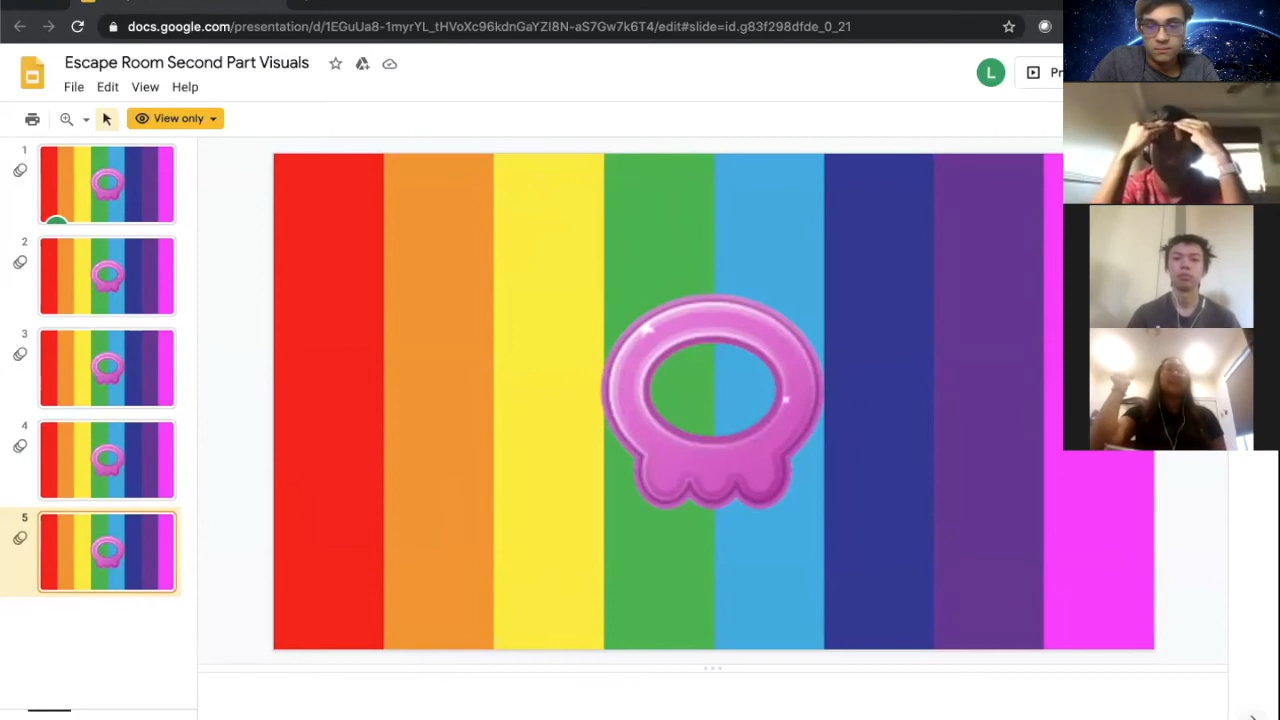 docs.google.com/presentation/d/1EGuUa8-1myrYL_tHVoXc96kdnGaYZI8N-aS7Gw7k6T4/edit#slide=id.g83f298dfde_0_21
Escape Room Second Part Visuals
L
File Edit View Help
View only
1
2
3
4
5